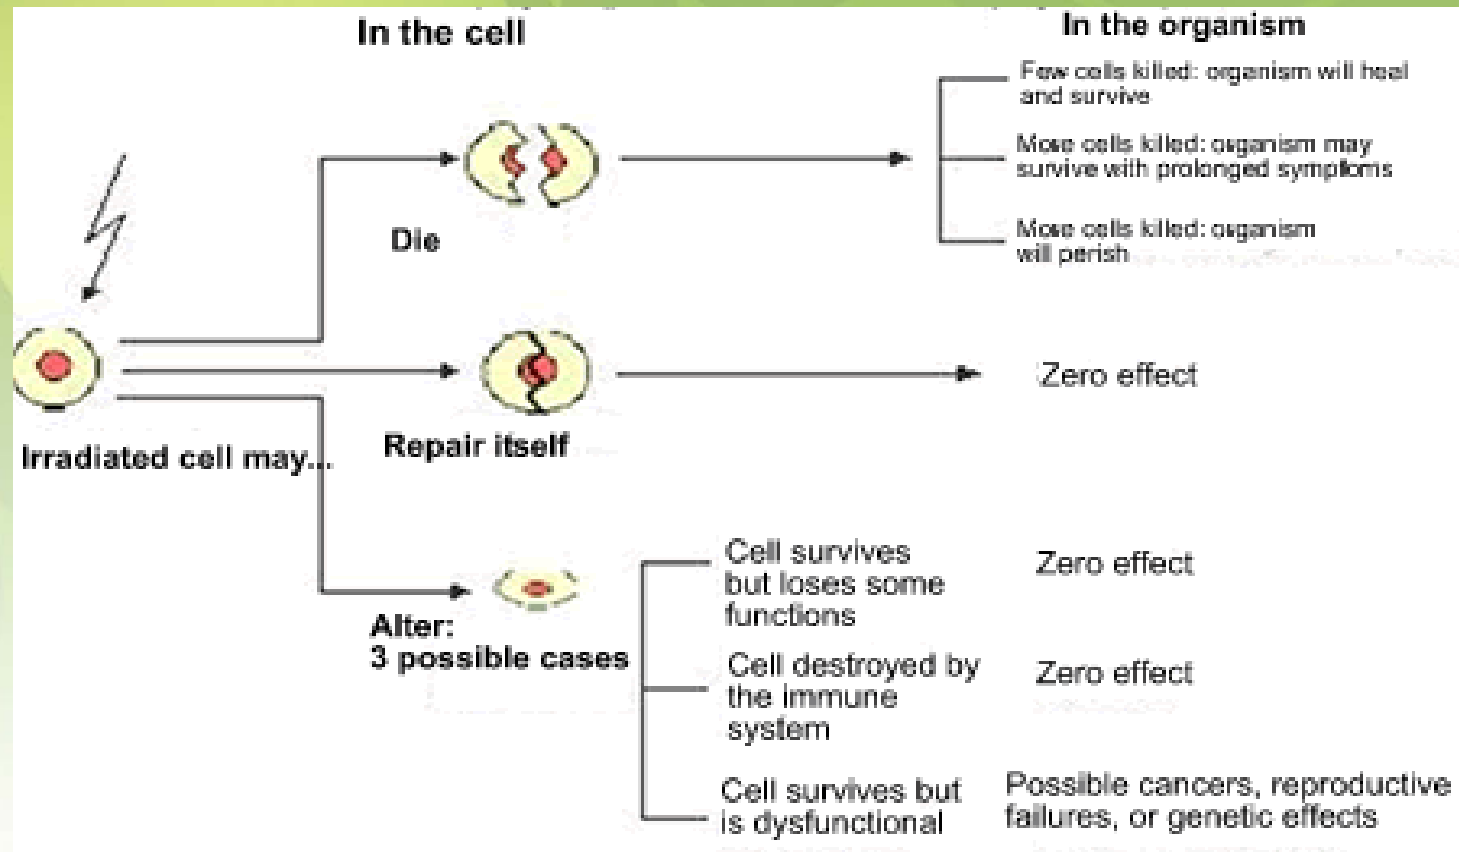 In the cell
In the organism
Few cells killed: organism will heal
and survive
More cells killed: organism may
survive with prolonged symptoms
Die
More cells killed: organism
will perish
Zero effect
Repair itself
Irradiated cell may...
Cell survives
but loses some
functions
Zero effect
Alter:
3 possible cases
Cell destroyed by
the immune
system
Zero effect
Cell survives but
is dysfunctional
Possible cancers, reproductive
failures, or genetic effects